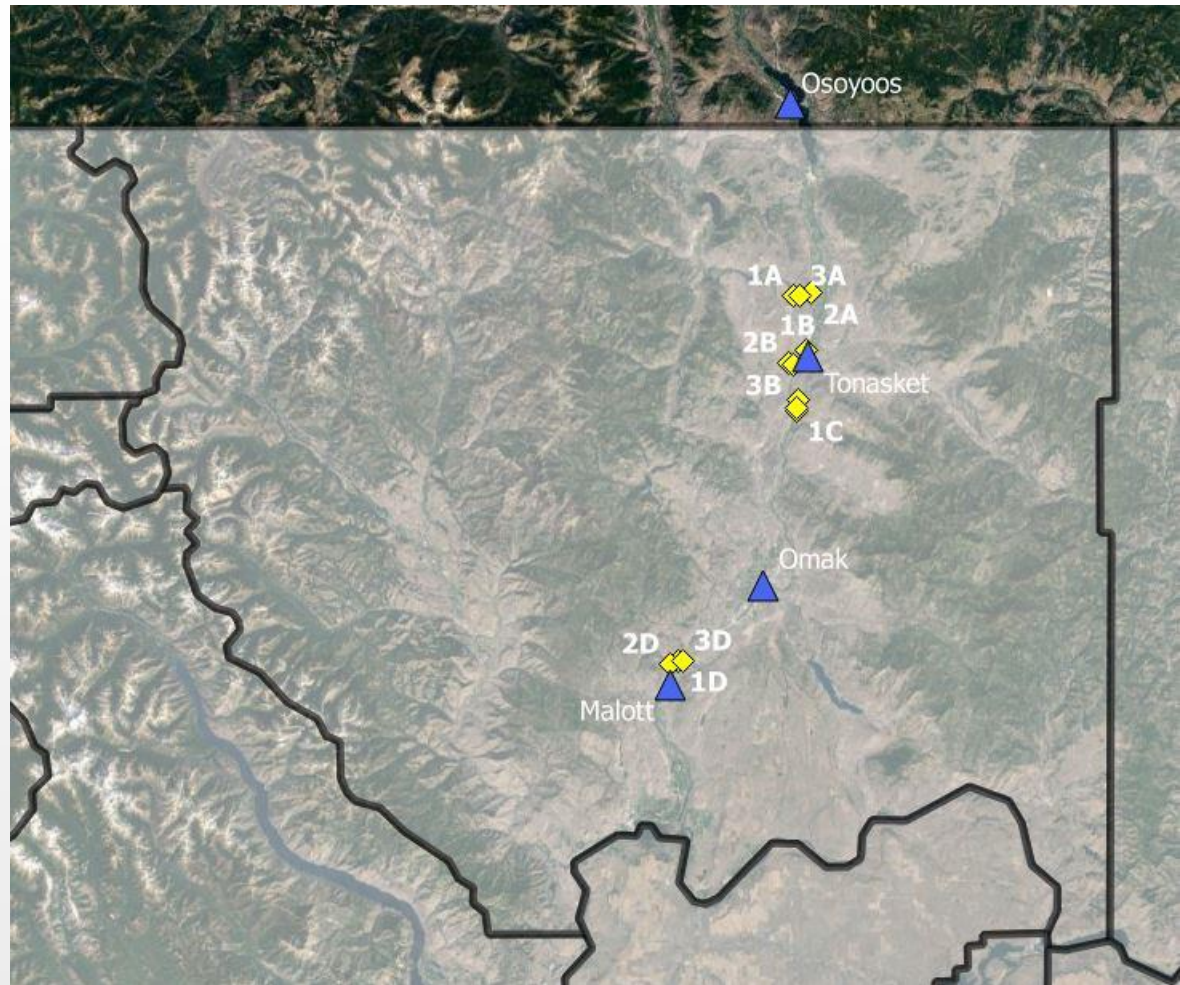 Osoyoos
1A 3A
2A
1B
2B
Tonasket
3B
1C
Omak
2D 3D
1D
Malott